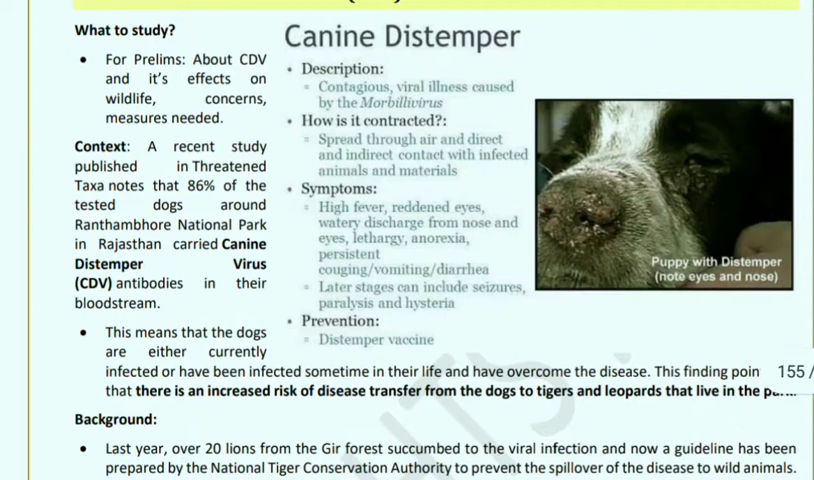 What to study?
• For Prelims: About CDV
and it's effects on
wildlife, concerns,
measures needed.
Context: A recent study
published in Threatened
Taxa notes that 86% of the
tested dogs around
Ranthambhore National Park
in Rajasthan carried Canine
Distemper Virus
(CDV) antibodies in their
bloodstream.
• This means that the dogs
are either currently
Canine Distemper
• Description:
Contagious, viral illness caused
by the Morbillivirus
• How is it contracted?:
Spread through air and direct
and indirect contact with infected
animals and materials
• Symptoms:
High fever, reddened eyes,
watery discharge from nose and
eyes, lethargy, anorexia,
persistent
couging/vomiting/diarrhea
Later stages can include seizures,
paralysis and hysteria
• Prevention:
Distemper vaccine
Puppy with Distemper
(note eyes and nose)
infected or have been infected sometime in their life and have overcome the disease. This finding poin
155/
that there is an increased risk of disease transfer from the dogs to tigers and leopards that live in the
Background:
• Last year, over 20 lions from the Gir forest succumbed to the viral infection and now a guideline has been
prepared by the National Tiger Conservation Authority to prevent the spillover of the disease to wild animals.